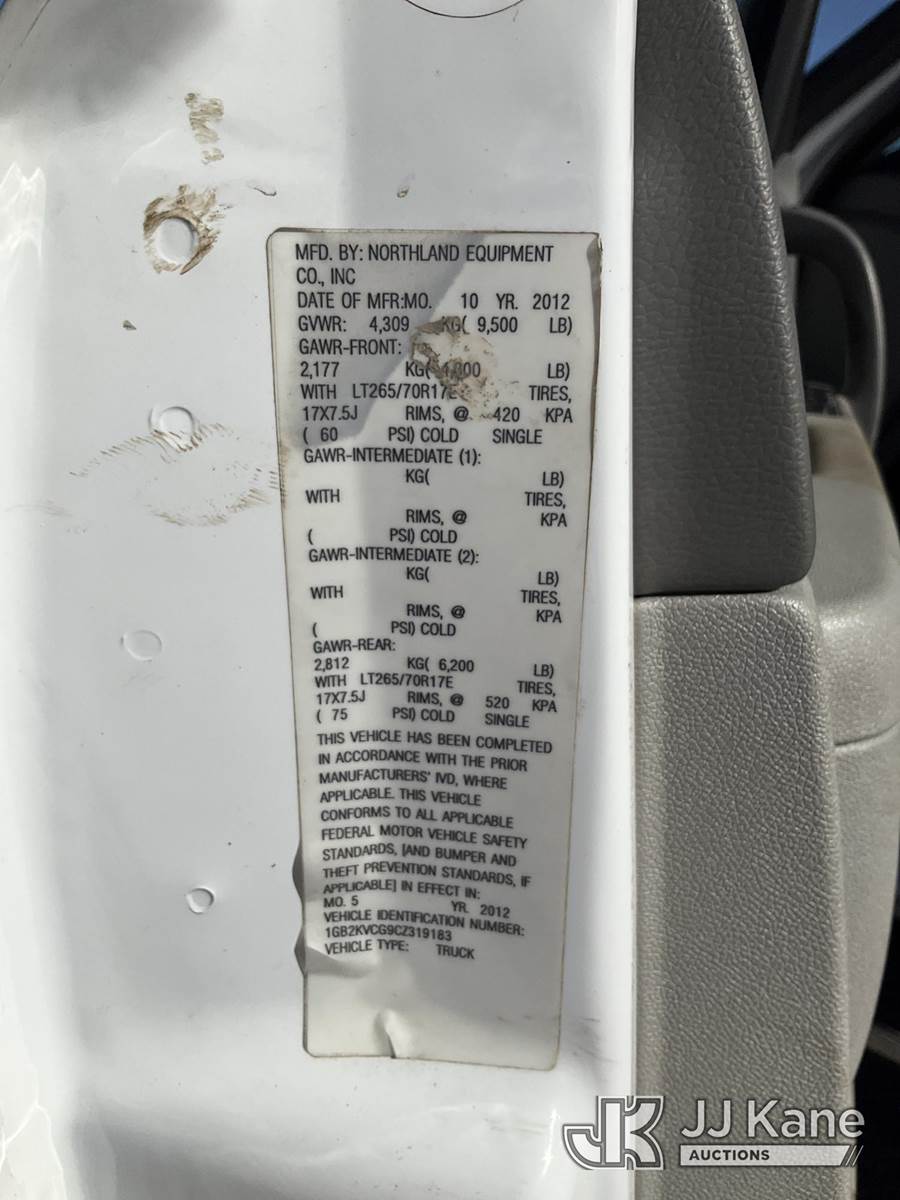 MFD. BY: NORTHLAND EQUIPMENT
CO., INC
DATE OF MFR:MO. 10 YR. 2012
GVWR: 4,309 KG( 9,500 LB)
GAWR-FRONT:
2,177 KG( LB)
WITH LT265/70R17E TIRES,
17X7.5J RIMS, @ 420 KPA
( 60 PSI) COLD SINGLE
GAWR-INTERMEDIATE (1):
KG( LB)
WITH TIRES,
RIMS, @ KPA
( PSI) COLD
GAWR-INTERMEDIATE (2):
KG( LB)
WITH TIRES,
RIMS, @ KPA
( PSI) COLD
GAWR-REAR:
2,812 KG( 6,200 LB)
WITH LT265/70R17E TIRES,
17X7.5J RIMS, @ 520 KPA
( 75 PSI) COLD SINGLE
THIS VEHICLE HAS BEEN COMPLETED
IN ACCORDANCE WITH THE PRIOR
MANUFACTURERS' IVD, WHERE
APPLICABLE. THIS VEHICLE
CONFORMS TO ALL APPLICABLE
FEDERAL MOTOR VEHICLE SAFETY
STANDARDS, [AND BUMPER AND
THEFT PREVENTION STANDARDS, IF
APPLICABLE] IN EFFECT IN:
MO. 5 YR. 2012
VEHICLE IDENTIFICATION NUMBER:
1GB2KVCG9CZ319183
VEHICLE TYPE: TRUCK
JK JJ Kane
AUCTIONS